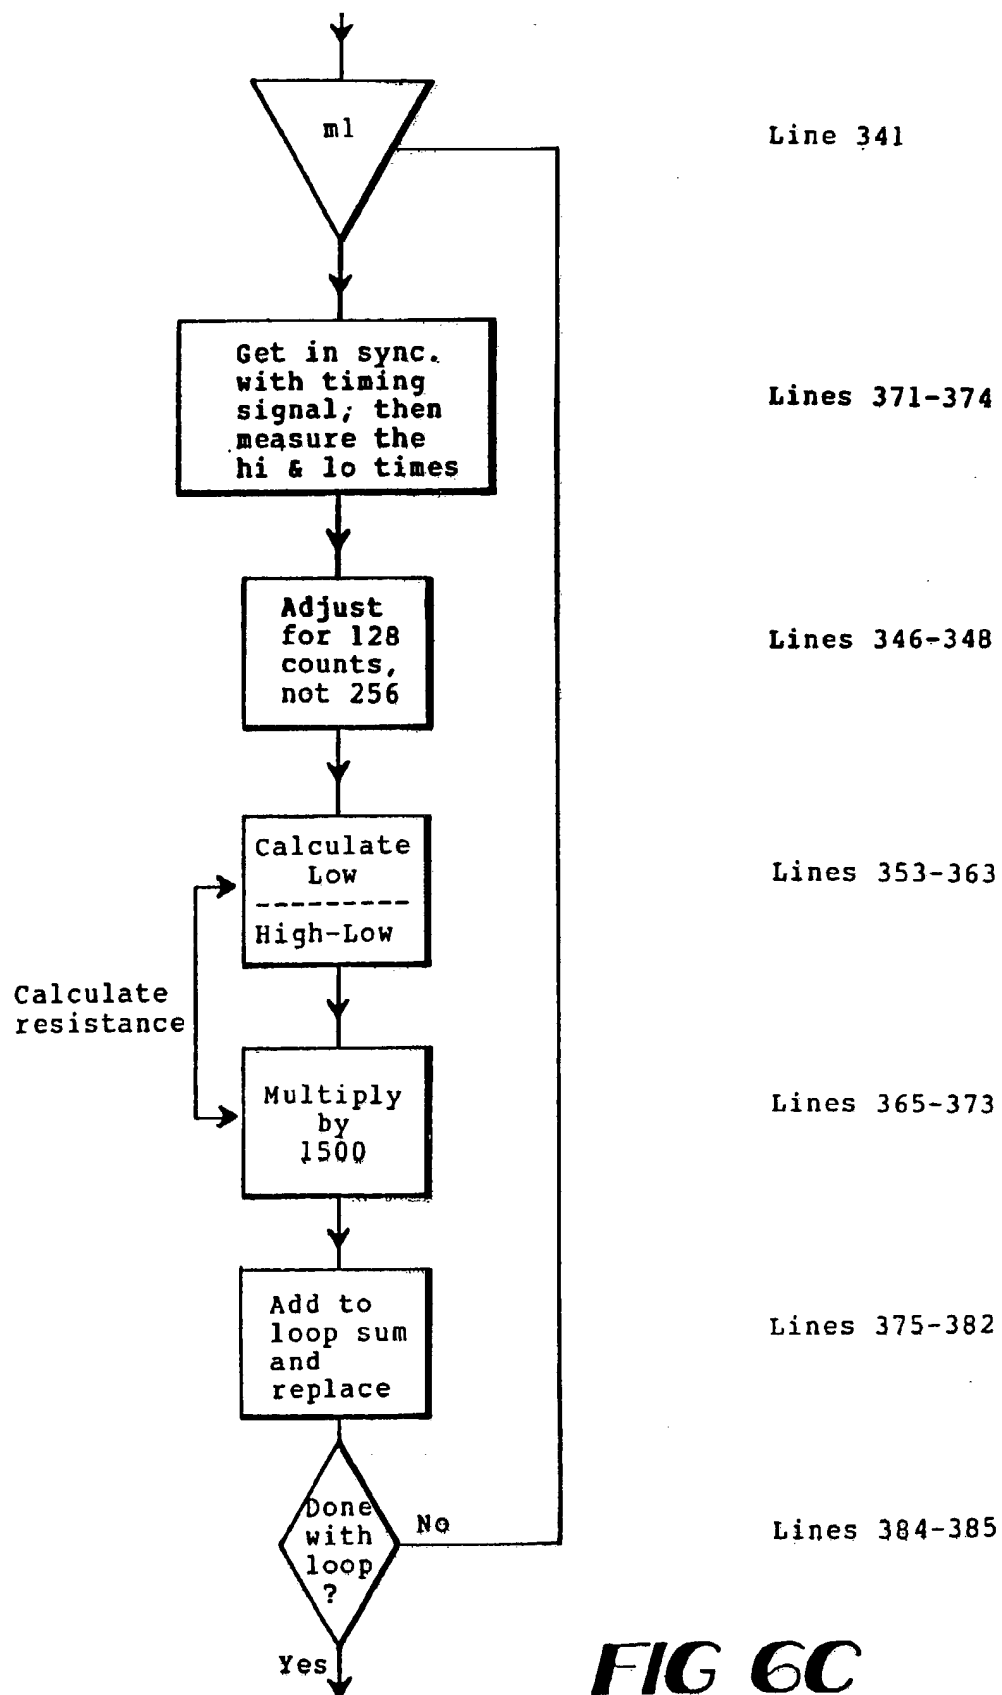 m1
Line 341
Get in sync.
with timing
signal; then
measure the
hi & lo times
Lines 371-374
Adjust
for 128
counts,
not 256
Lines 346-348
Calculate
Low
---------
High-Low
Lines 353-363
Calculate
resistance
Multiply
by
1500
Lines 365-373
Add to
loop sum
and
replace
Lines 375-382
Done
with
loop
?
No
Lines 384-385
Yes
FIG 6C